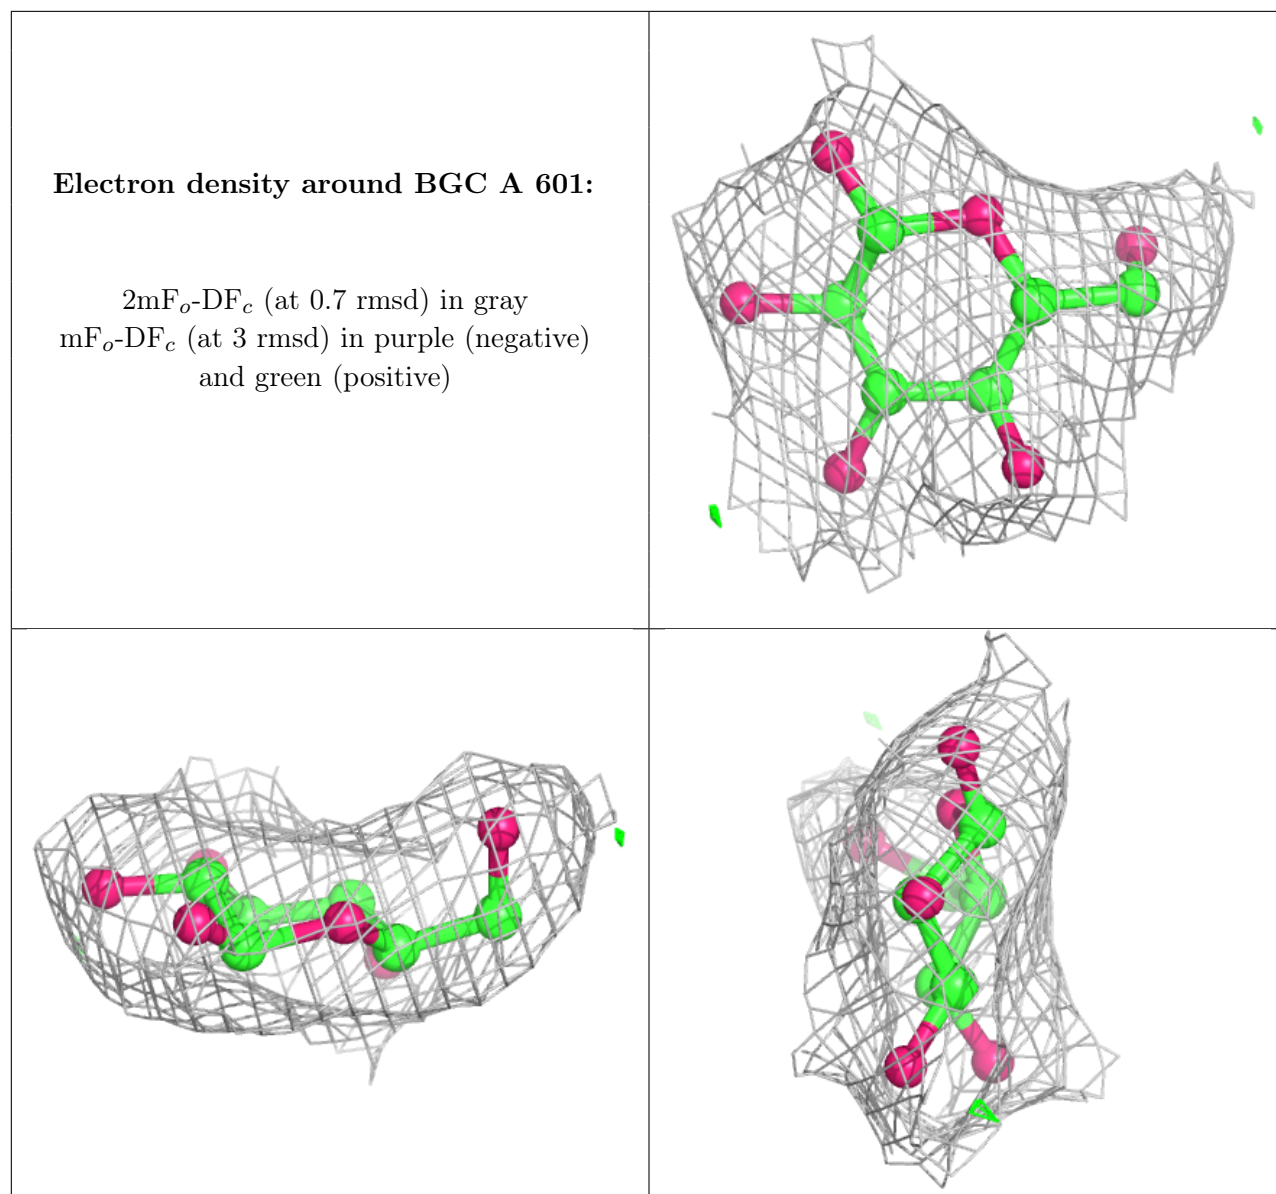 Electron density around BGC A 601:
2mFo-DFc (at 0.7 rmsd) in gray
mFo-DFc (at 3 rmsd) in purple (negative)
and green (positive)